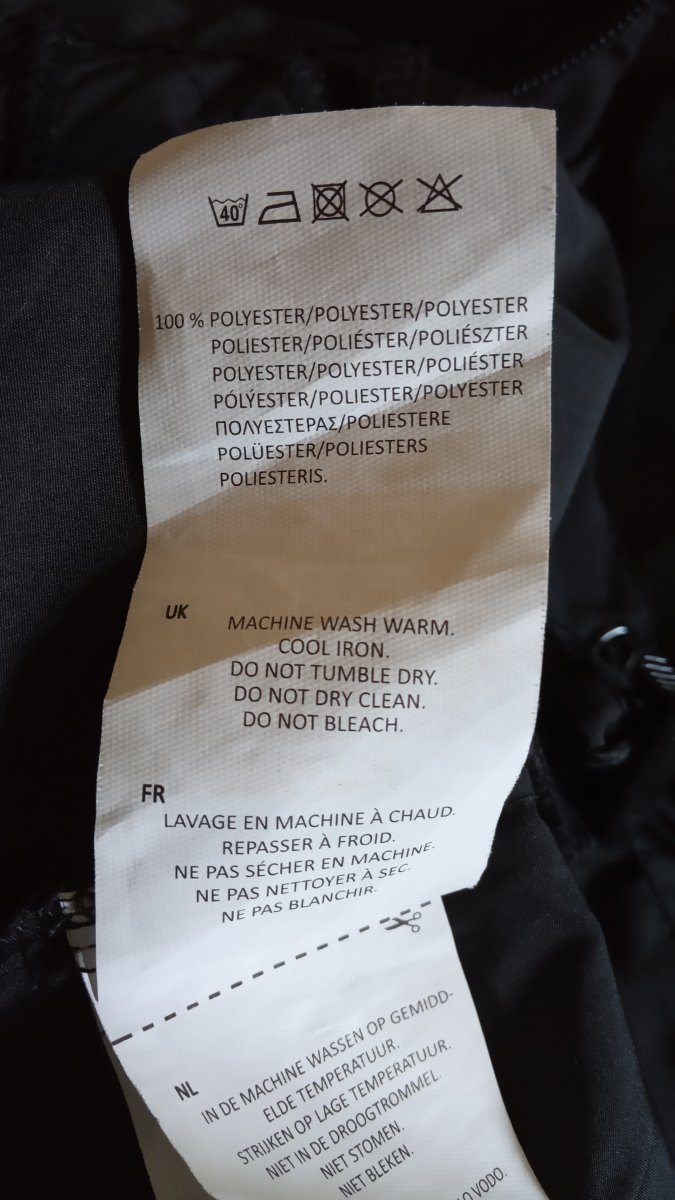 40°
100 % POLYESTER/POLYESTER/POLYESTER
POLIESTER/POLIÉSTER/POLIÉSZTER
POLYESTER/POLYESTER/POLIÉSTER
PÓLÝESTER/POLIESTER/POLYESTER
ΠΟΛΥΕΣΤΕΡΑΣ/POLIESTERE
POLÜESTER/POLIESTERS
POLIESTERIS.
UK
MACHINE WASH WARM.
COOL IRON.
DO NOT TUMBLE DRY.
DO NOT DRY CLEAN.
DO NOT BLEACH.
FR
LAVAGE EN MACHINE À CHAUD.
REPASSER À FROID.
NE PAS SÉCHER EN MACHINE.
NE PAS NETTOYER À SEC.
NE PAS BLANCHIR.
NL
IN DE MACHINE WASSEN OP GEMIDD-
ELDE TEMPERATUUR.
STRIJKEN OP LAGE TEMPERATUUR.
NIET IN DE DROOGTROMMEL.
NIET STOMEN.
NIET BLEKEN.
VODO.